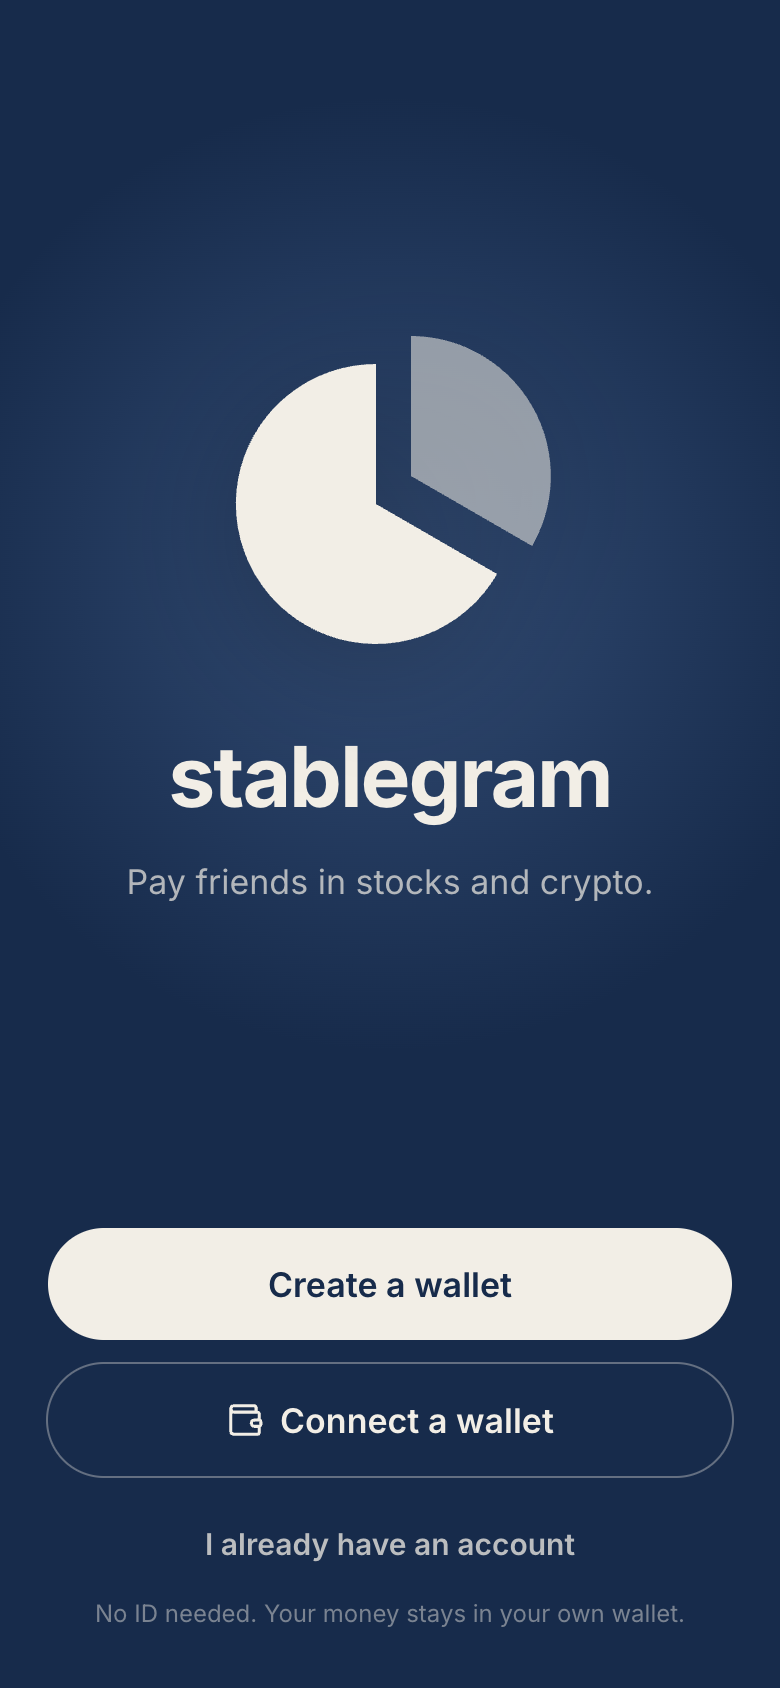 stablegram
Pay friends in stocks and crypto.
Create a wallet
Connect a wallet
I already have an account
No ID needed. Your money stays in your own wallet.